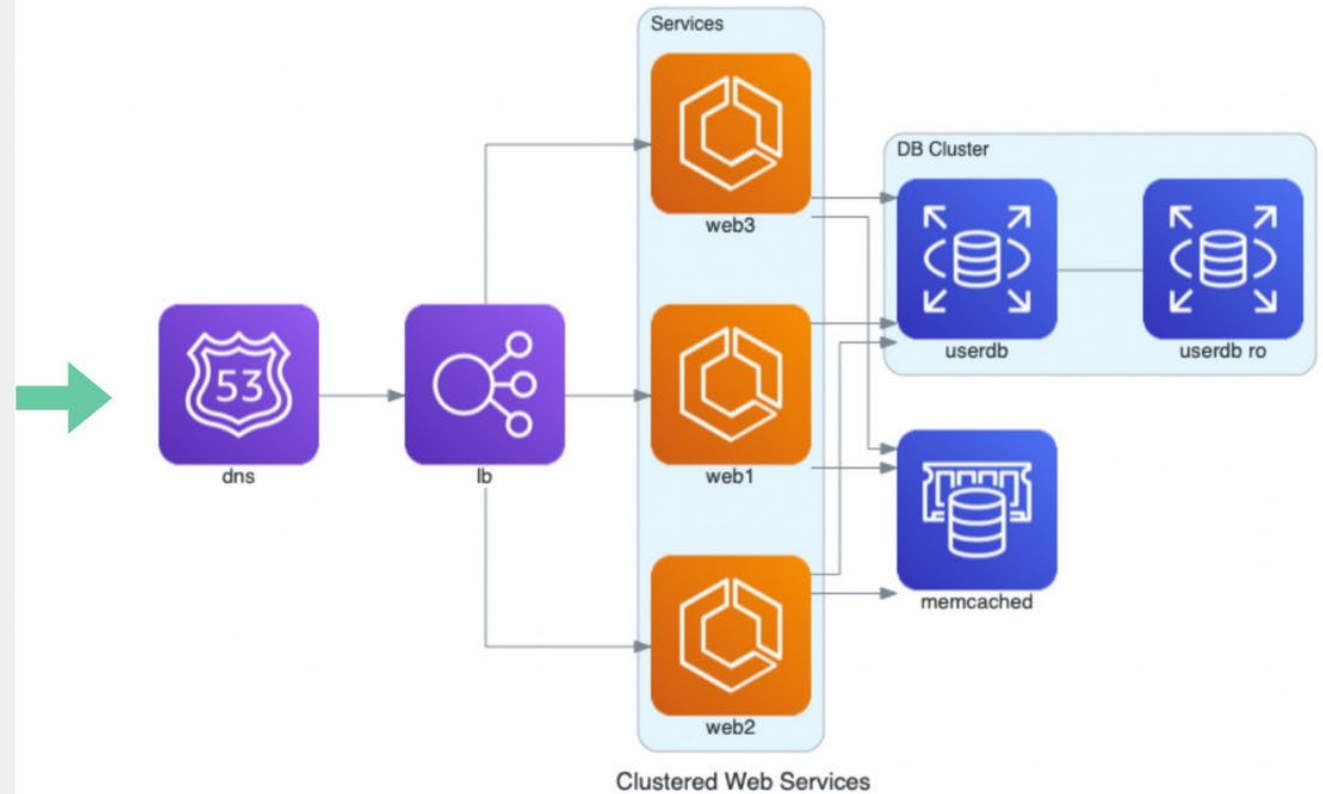 Services
web3
DB Cluster
userdb
userdb ro
53
dns
lb
web1
memcached
web2
Clustered Web Services